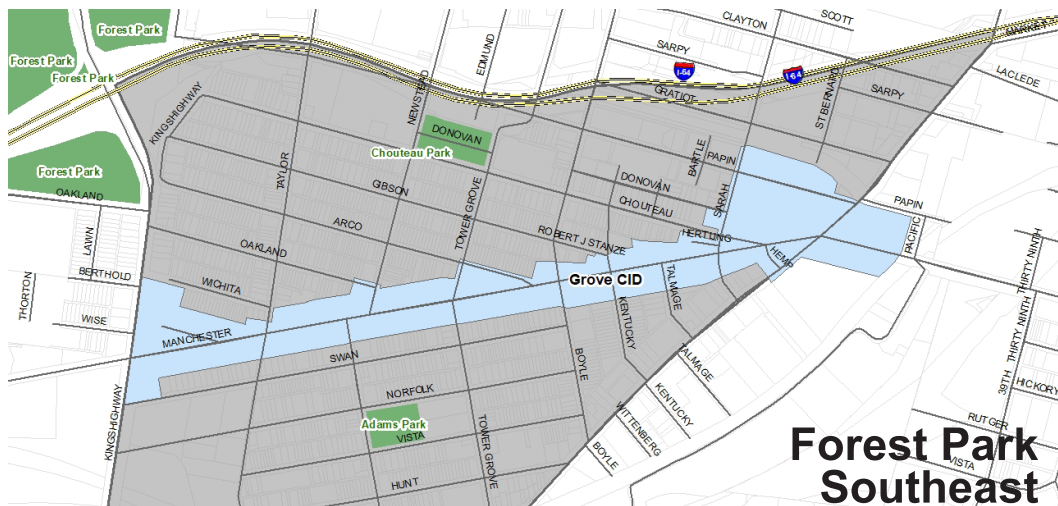 CLAYTON
SCOTT
Forest Park
MARKET
EDMUND
SARPY
Forest Park
I-64
I-64
LACLEDE
Forest Park
NEWSTEAD
GRATIOT
ST BERNARD
SARPY
KINGSHIGHWAY
DONOVAN
Chouteau Park
BARTLE
PAPIN
Forest Park
TAYLOR
GIBSON
DONOVAN
OAKLAND
CHOUTEAU
SARAH
PAPIN
ARCO
TOWER GROVE
LAWN
OAKLAND
ROBERT J STANZE
HERTLING
PACIFIC
BERTHOLD
HEMP
THORTON
WICHITA
Grove CID
TALMAGE
THIRTY NINTH
WISE
MANCHESTER
KENTUCKY
SWAN
BOYLE
TALMAGE
39TH THIRTY NINTH
KINGSHIGHWAY
NORFOLK
KENTUCKY
HICKORY
Adams Park
VISTA
TOWER GROVE
WITTENBERG
RUTGER
BOYLE
VISTA
HUNT
Forest Park
Southeast